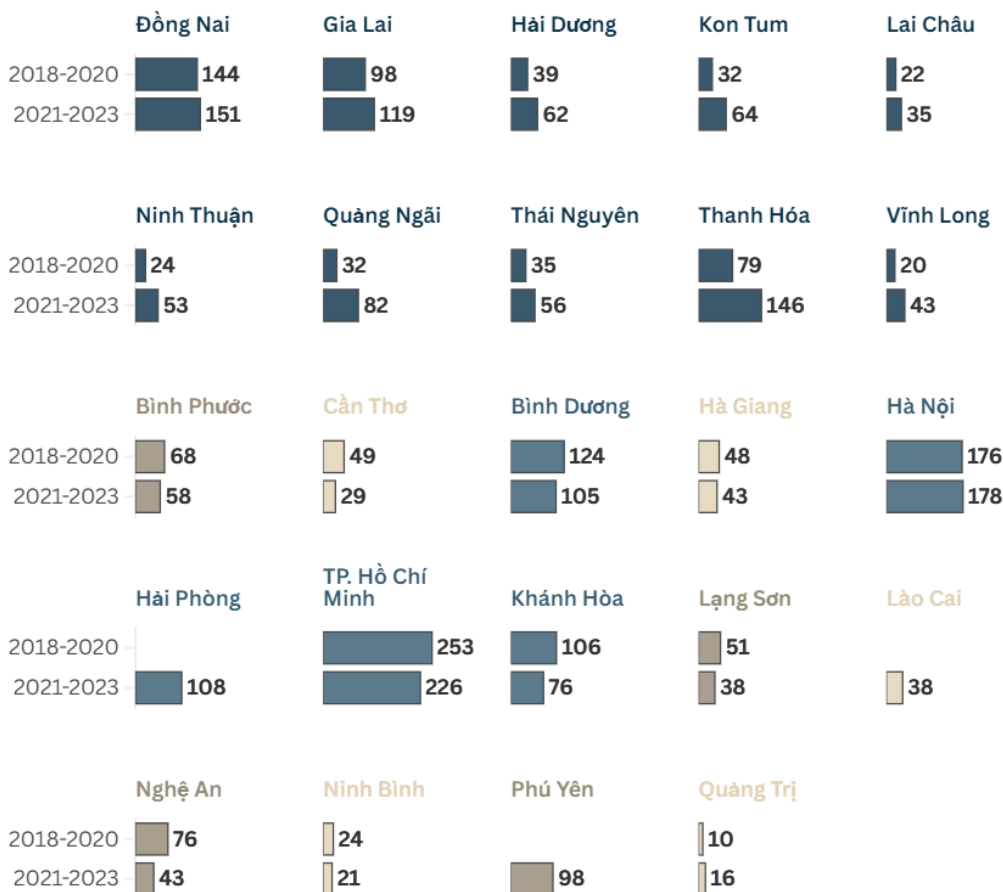 Đồng Nai Gia Lai Hải Dương Kon Tum Lai Châu
2018-2020 144 98 39 32 22
2021-2023 151 119 62 64 35
Ninh Thuận Quảng Ngãi Thái Nguyên Thanh Hóa Vĩnh Long
2018-2020 24 32 35 79 20
2021-2023 53 82 56 146 43
Bình Phước Cần Thơ Bình Dương Hà Giang Hà Nội
2018-2020 68 49 124 48 176
2021-2023 58 29 105 43 178
TP. Hồ Chí
Hải Phòng Minh Khánh Hòa Lạng Sơn Lào Cai
2018-2020 253 106 51
2021-2023 108 226 76 38 38
Nghệ An Ninh Bình Phú Yên Quảng Trị
2018-2020 76 24 10
2021-2023 43 21 98 16